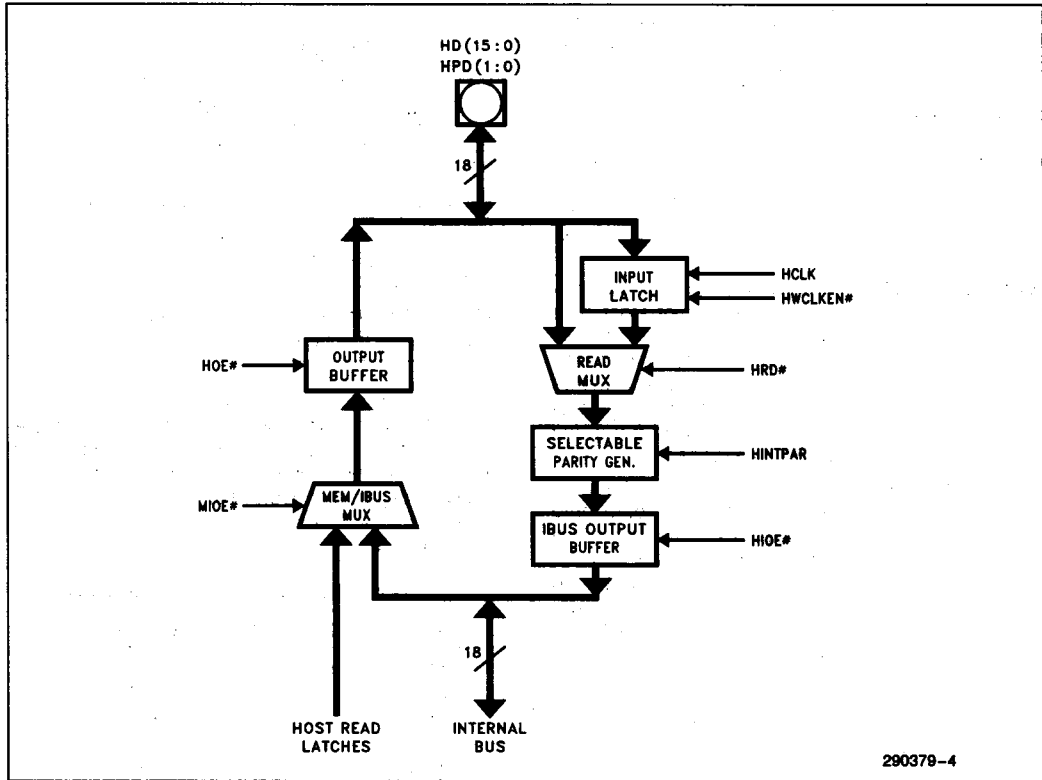 HD(15:0)
HPD(1:0)
18
INPUT
LATCH
HCLK
HWCLKEN#
HOE#
OUTPUT
BUFFER
READ
MUX
HRD#
SELECTABLE
PARITY GEN.
HINTPAR
MIOE#
MEM/IBUS
MUX
IBUS OUTPUT
BUFFER
HIOE#
18
HOST READ
LATCHES
INTERNAL
BUS
290379-4